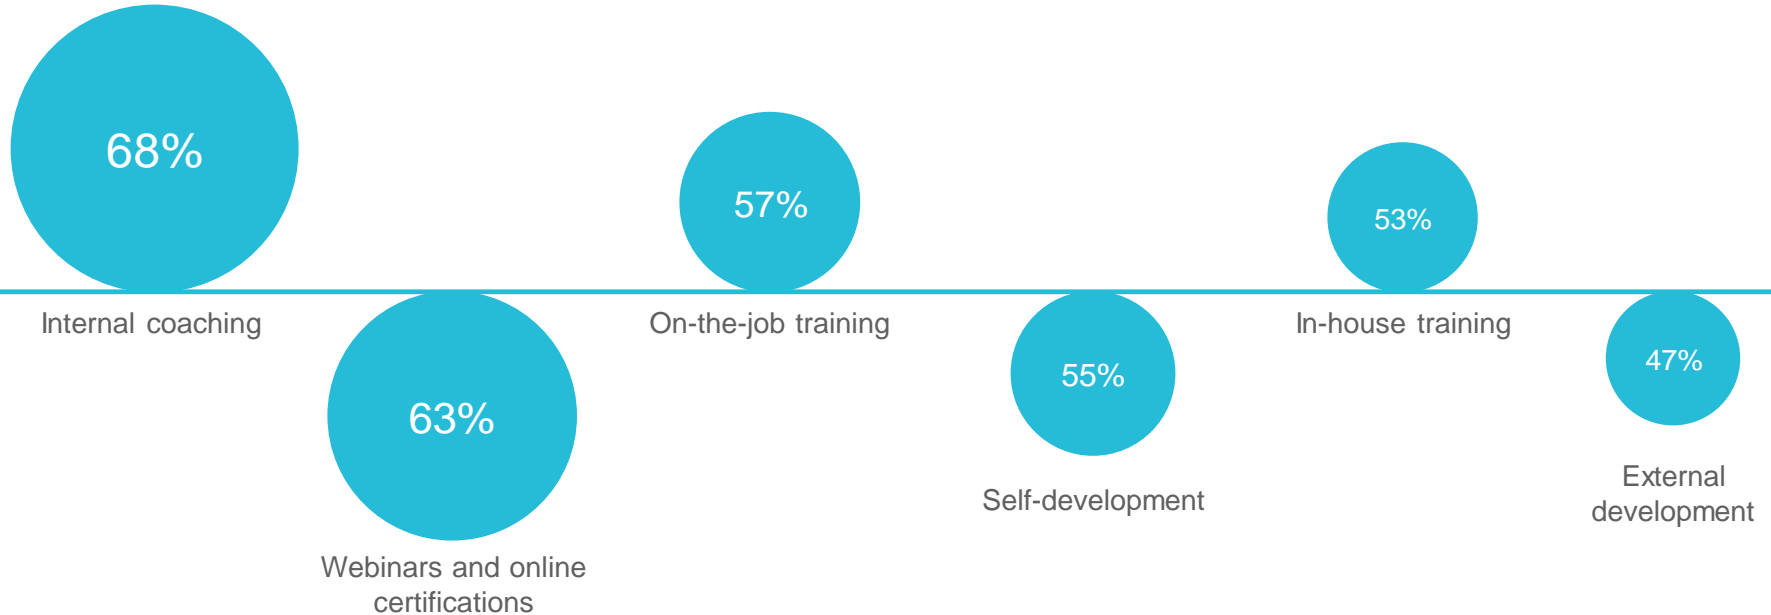 68%
Internal coaching
63%
Webinars and online
certifications
57%
On-the-job training
55%
Self-development
53%
In-house training
47%
External
development